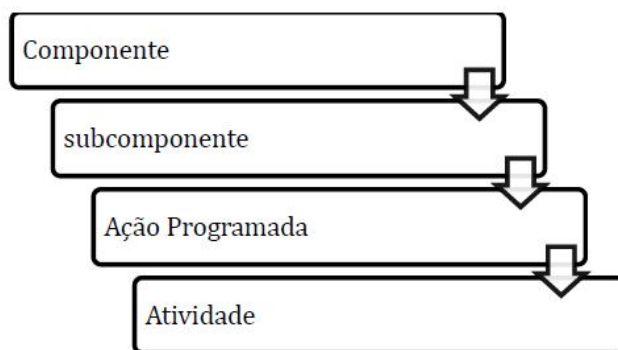 Componente
subcomponente
Ação Programada
Atividade